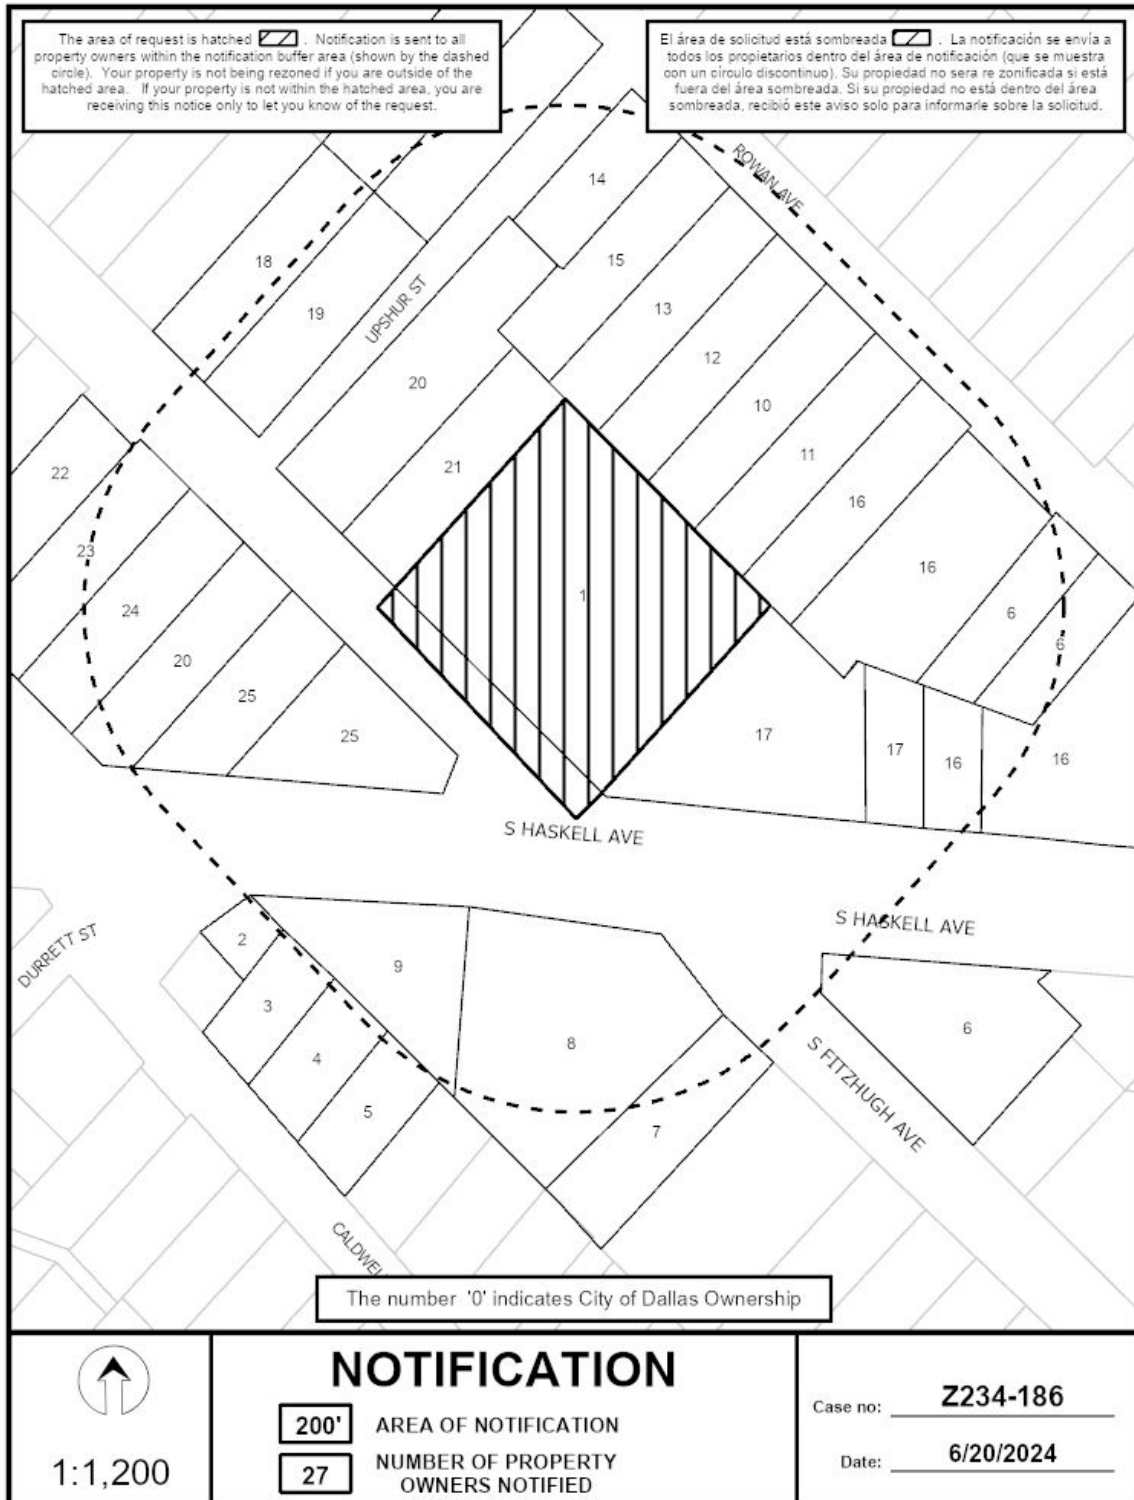 The area of request is hatched . Notification is sent to all
property owners within the notification buffer area (shown by the dashed
circle). Your property is not being rezoned if you are outside of the
hatched area. If your property is not within the hatched area, you are
receiving this notice only to let you know of the request.
El área de solicitud está sombreada . La notificación se envia a
todos los propietarios dentro del área de notificación (que se muestra
con un círculo discontinuo). Su propiedad no sera re zonificada si está
fuera del área sombreada. Si su propiedad no está dentro del área
sombreada, recibió este aviso solo para informarle sobre la solicitud.
ROWAN AVE
14
18
15
19
UPSHUR ST
13
12
20
10
21
11
22
16
23
16
1
24
6
6
20
25
25
17
17
16
16
S HASKELL AVE
S HASKELL AVE
DURRETT ST
2
9
3
8
6
4
S FITZHUGH AVE
5
7
The number '0' indicates City of Dallas Ownership
1:1,200
NOTIFICATION
200' AREA OF NOTIFICATION
27 NUMBER OF PROPERTY
OWNERS NOTIFIED
Case no: Z234-186
Date: 6/20/2024